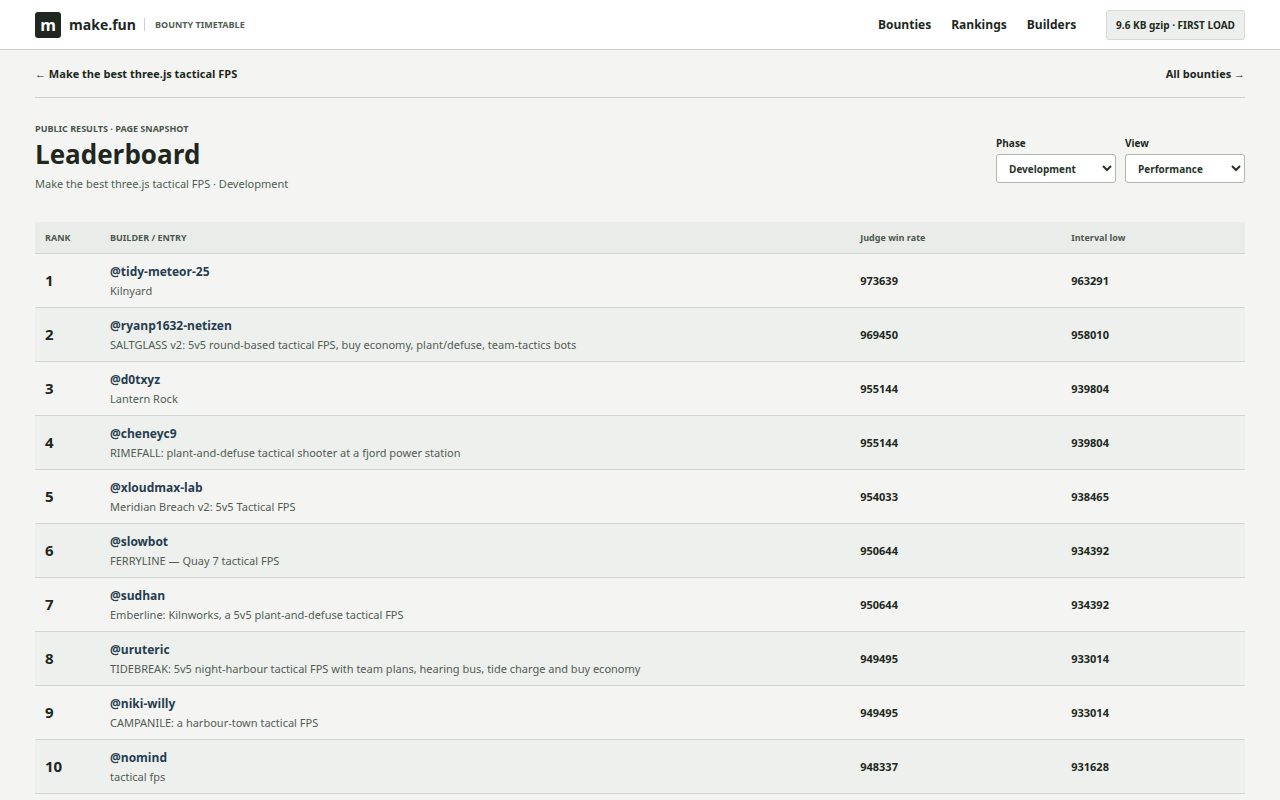 m make.fun BOUNTY TIMETABLE Bounties Rankings Builders 9.6 KB gzip · FIRST LOAD
← Make the best three.js tactical FPS All bounties →
PUBLIC RESULTS · PAGE SNAPSHOT
Leaderboard
Make the best three.js tactical FPS · Development
Phase View
Development Performance
RANK BUILDER / ENTRY Judge win rate Interval low
1 @tidy-meteor-25 973639 963291
Kilnyard
2 @ryanp1632-netizen 969450 958010
SALTGLASS v2: 5v5 round-based tactical FPS, buy economy, plant/defuse, team-tactics bots
3 @d0txyz 955144 939804
Lantern Rock
4 @cheneyc9 955144 939804
RIMEFALL: plant-and-defuse tactical shooter at a fjord power station
5 @xloudmax-lab 954033 938465
Meridian Breach v2: 5v5 Tactical FPS
6 @slowbot 950644 934392
FERRYLINE — Quay 7 tactical FPS
7 @sudhan 950644 934392
Emberline: Kilnworks, a 5v5 plant-and-defuse tactical FPS
8 @uruteric 949495 933014
TIDEBREAK: 5v5 night-harbour tactical FPS with team plans, hearing bus, tide charge and buy economy
9 @niki-willy 949495 933014
CAMPANILE: a harbour-town tactical FPS
10 @nomind 948337 931628
tactical fps